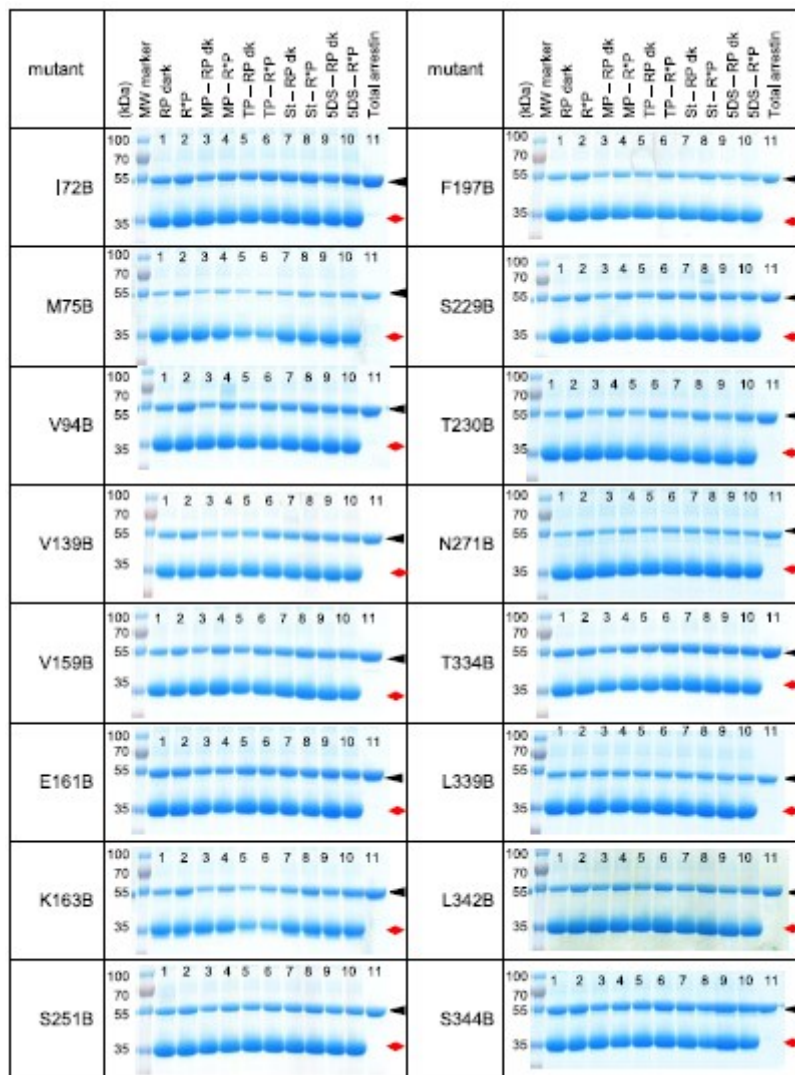 mutant
(kDa)
MW marker
RP dark
R*P
MP – RP dk
MP – R*P
TP – RP dk
TP – R*P
St – RP dk
St – R*P
5DS – RP dk
5DS – R*P
Total arrestin
mutant
(kDa)
MW marker
RP dark
R*P
MP – RP dk
MP – R*P
TP – RP dk
TP – R*P
St – RP dk
St – R*P
5DS – RP dk
5DS – R*P
Total arrestin
I72B
1 2 3 4 5 6 7 8 9 10 11
100
70
55
35
F197B
1 2 3 4 5 6 7 8 9 10 11
100
70
55
35
M75B
1 2 3 4 5 6 7 8 9 10 11
100
70
55
35
S229B
1 2 3 4 5 6 7 8 9 10 11
100
70
55
35
V94B
1 2 3 4 5 6 7 8 9 10 11
100
70
55
35
T230B
1 2 3 4 5 6 7 8 9 10 11
100
70
55
35
V139B
1 2 3 4 5 6 7 8 9 10 11
100
70
55
35
N271B
1 2 3 4 5 6 7 8 9 10 11
100
70
55
35
V159B
1 2 3 4 5 6 7 8 9 10 11
100
70
55
35
T334B
1 2 3 4 5 6 7 8 9 10 11
100
70
55
35
E161B
1 2 3 4 5 6 7 8 9 10 11
100
70
55
35
L339B
1 2 3 4 5 6 7 8 9 10 11
100
70
55
35
K163B
1 2 3 4 5 6 7 8 9 10 11
100
70
55
35
L342B
1 2 3 4 5 6 7 8 9 10 11
100
70
55
35
S251B
1 2 3 4 5 6 7 8 9 10 11
100
70
55
35
S344B
1 2 3 4 5 6 7 8 9 10 11
100
70
55
35